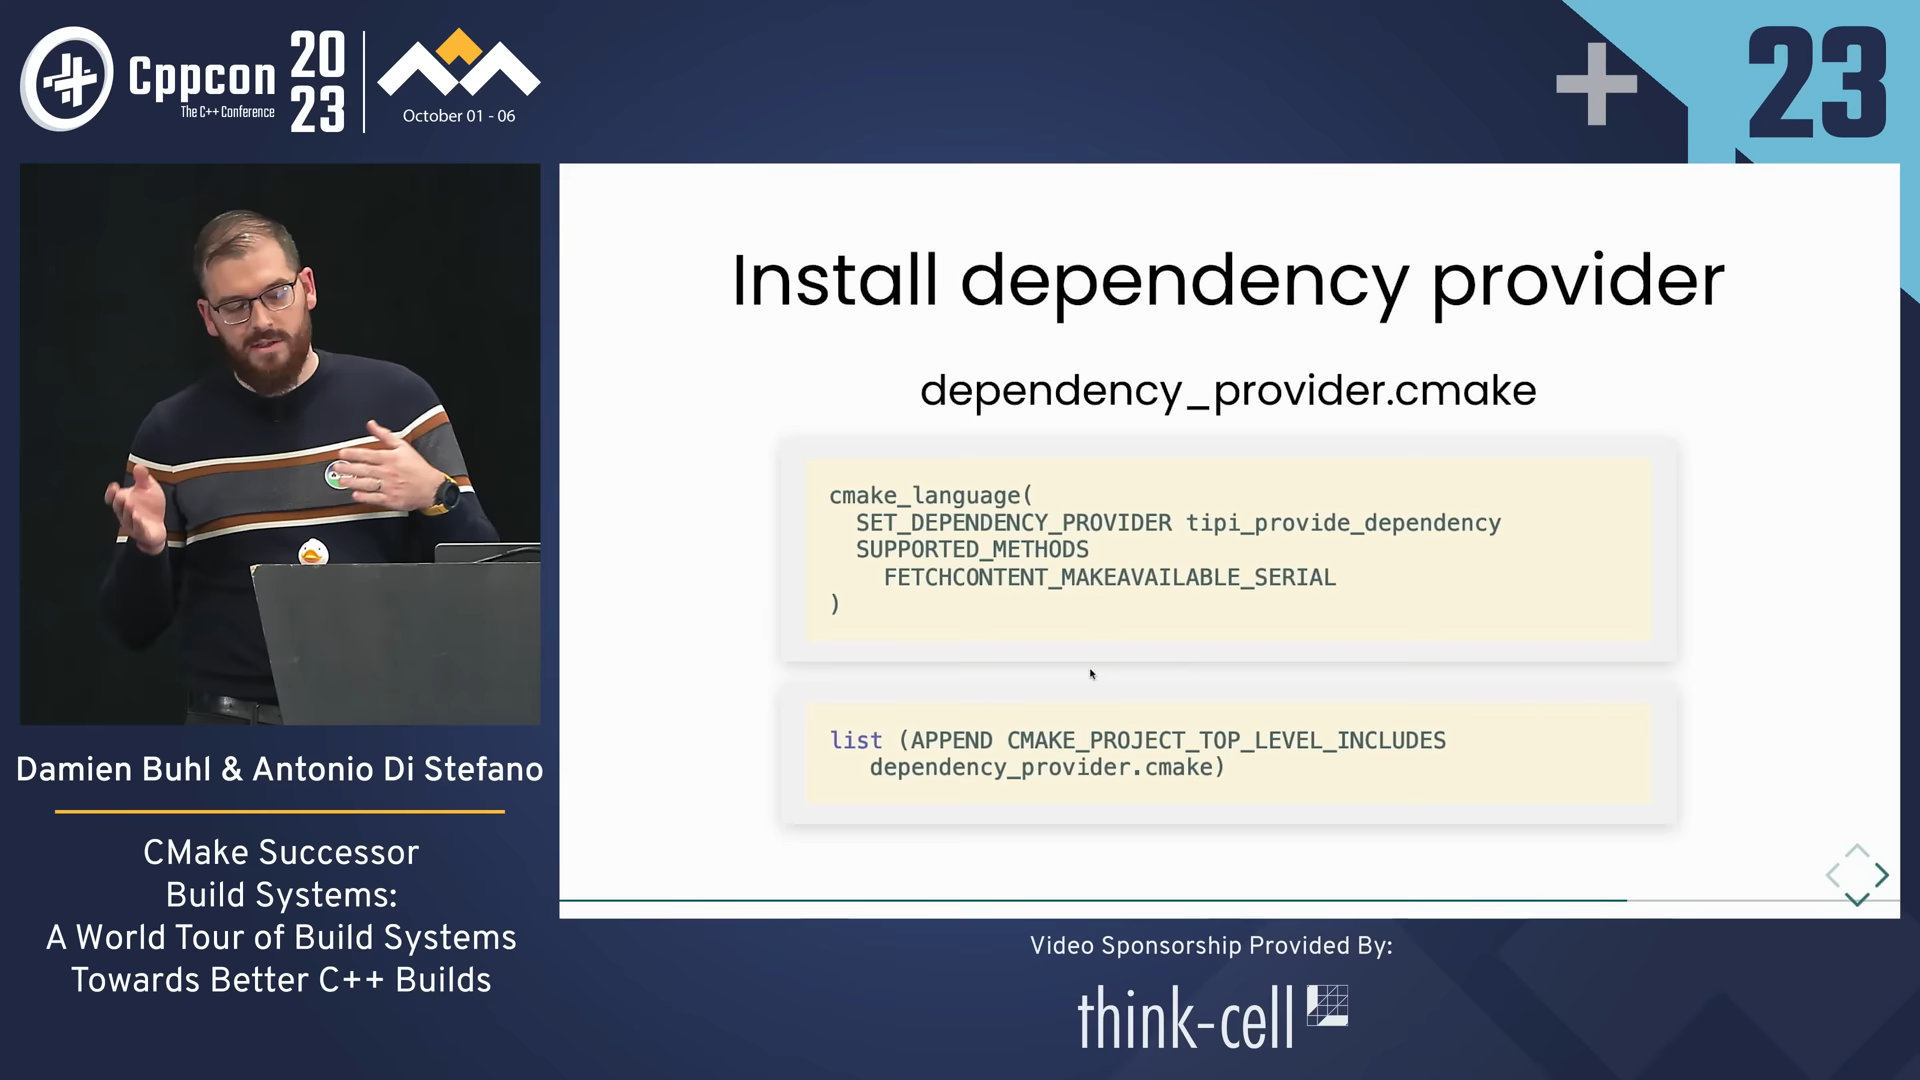 Cppcon
The C++ Conference
20
23
October 01 - 06
23
Install dependency provider
dependency_provider.cmake
cmake_language(
SET_DEPENDENCY_PROVIDER tipi_provide_dependency
SUPPORTED_METHODS
FETCHCONTENT_MAKEAVAILABLE_SERIAL
)
list (APPEND CMAKE_PROJECT_TOP_LEVEL_INCLUDES
dependency_provider.cmake)
Damien Buhl & Antonio Di Stefano
CMake Successor
Build Systems:
A World Tour of Build Systems
Towards Better C++ Builds
Video Sponsorship Provided By:
think-cell